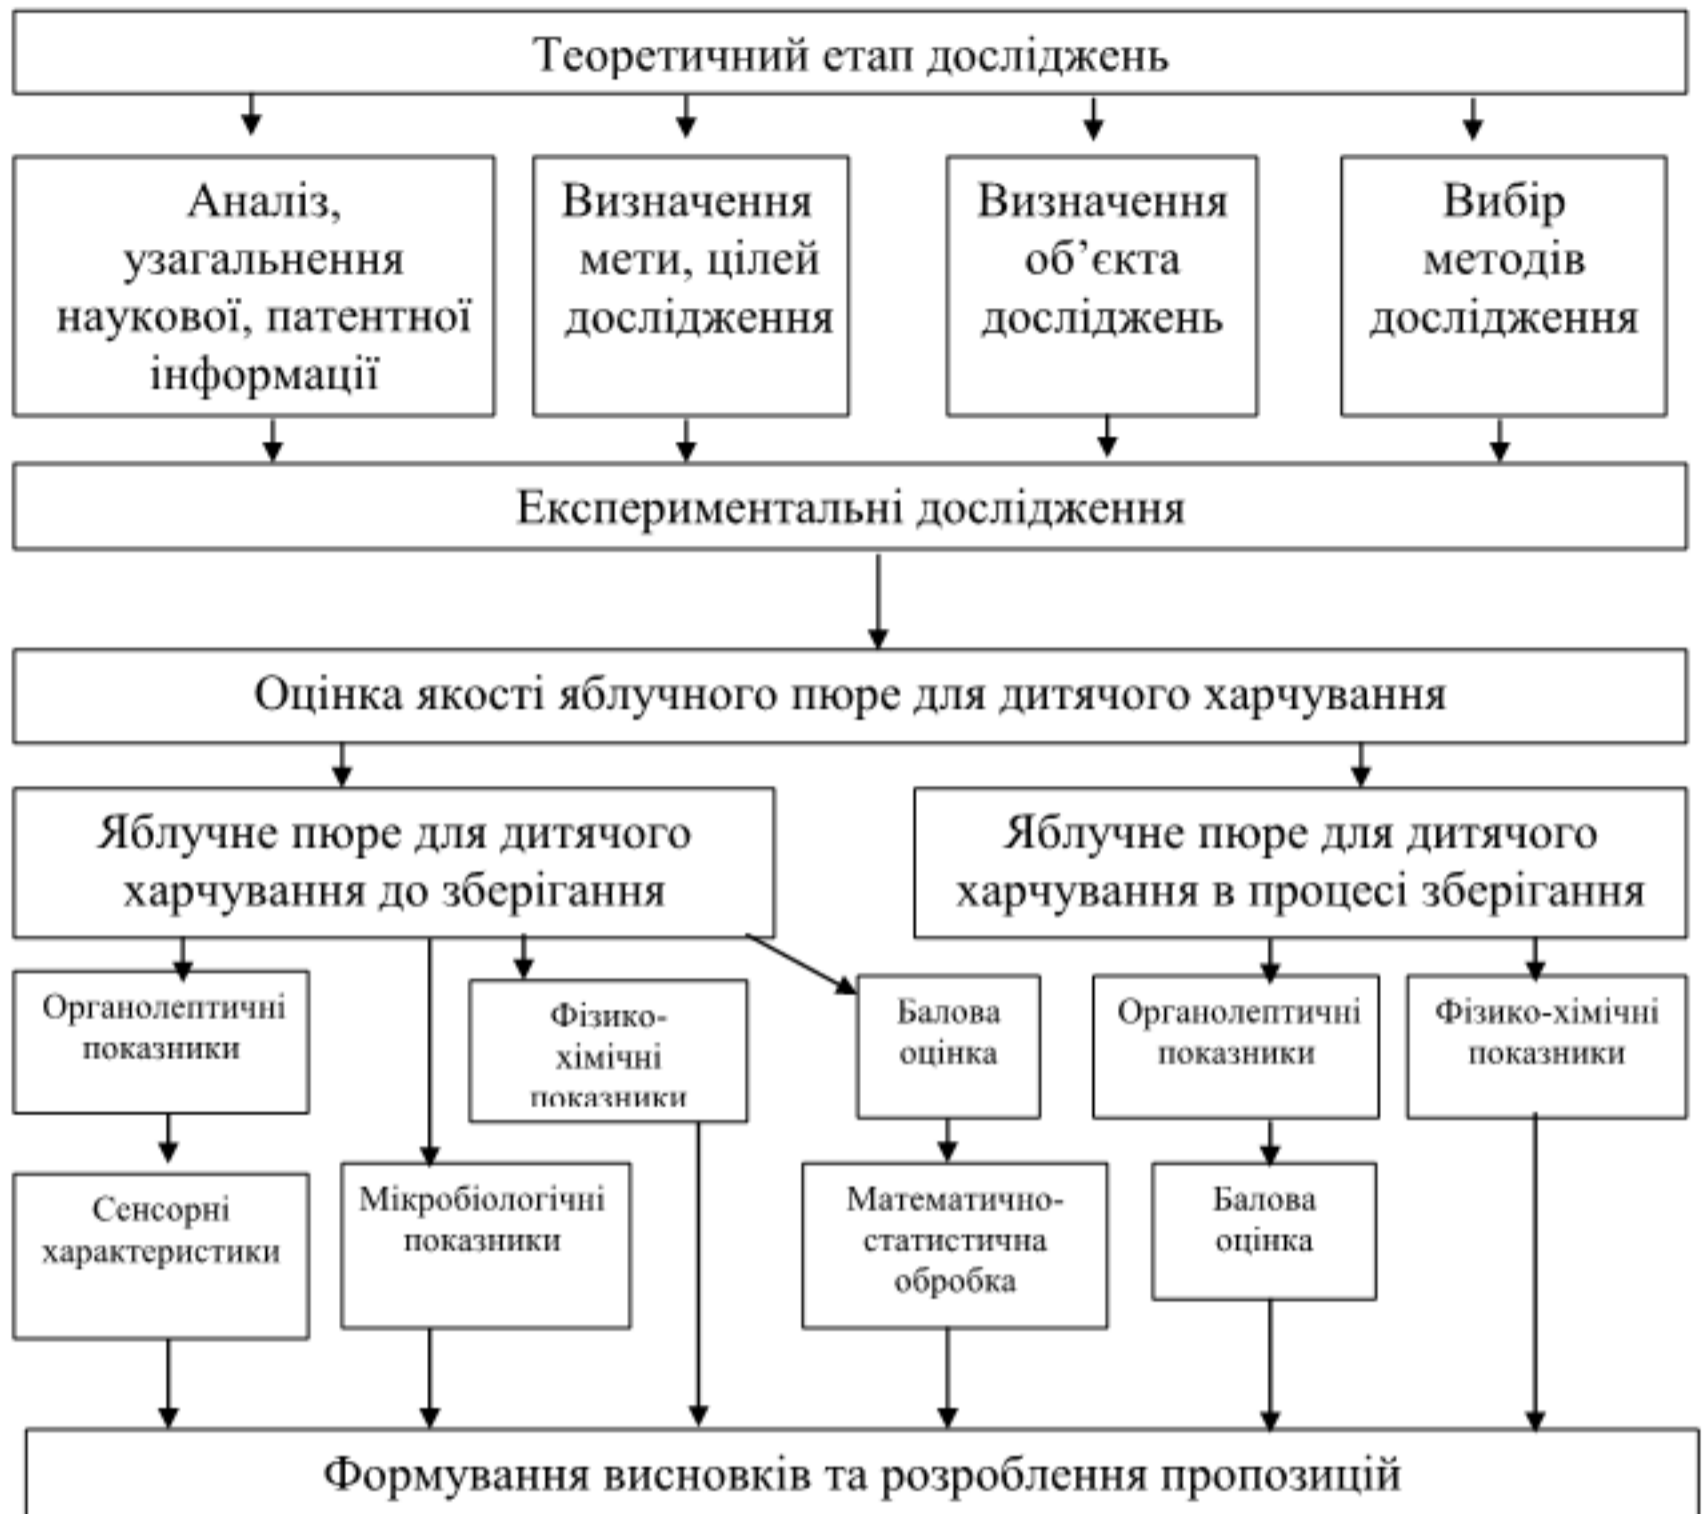 Теоретичний етап досліджень
Аналіз,
узагальнення
наукової, патентної
інформації
Визначення
мети, цілей
дослідження
Визначення
об’єкта
досліджень
Вибір
методів
дослідження
Експериментальні дослідження
Оцінка якості яблучного пюре для дитячого харчування
Яблучне пюре для дитячого
харчування до зберігання
Яблучне пюре для дитячого
харчування в процесі зберігання
Органолептичні
показники
Фізико-
хімічні
показники
Балова
оцінка
Органолептичні
показники
Фізико-хімічні
показники
Сенсорні
характеристики
Мікробіологічні
показники
Математично-
статистична
обробка
Балова
оцінка
Формування висновків та розроблення пропозицій